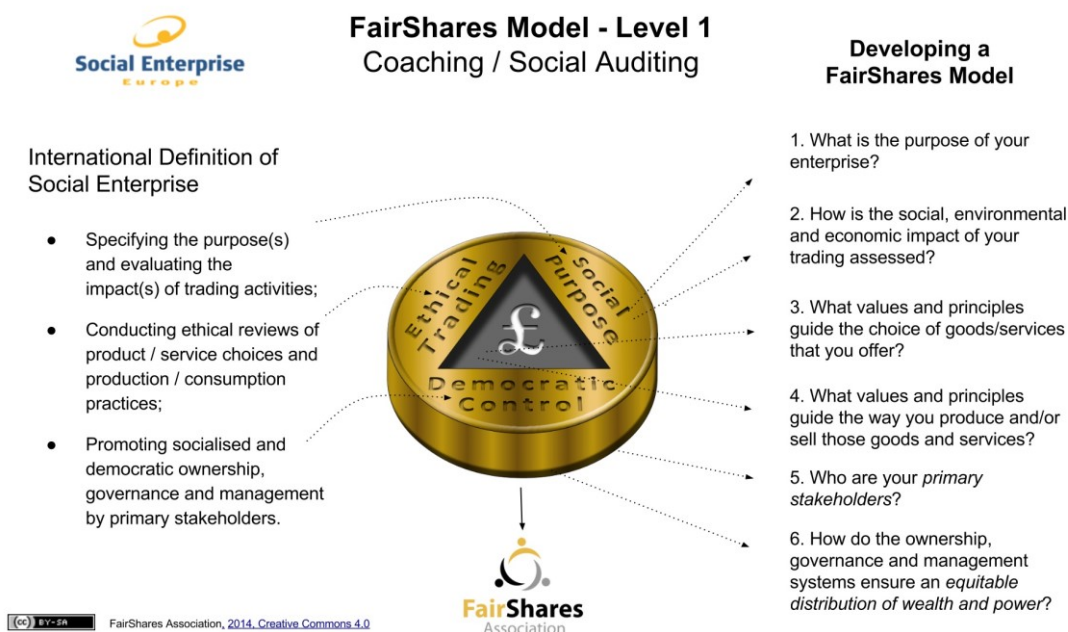 Social Enterprise
Europe
FairShares Model - Level 1
Coaching / Social Auditing
Developing a
FairShares Model
International Definition of
Social Enterprise
● Specifying the purpose(s)
and evaluating the
impact(s) of trading activities;
● Conducting ethical reviews of
product / service choices and
production / consumption
practices;
● Promoting socialised and
democratic ownership,
governance and management
by primary stakeholders.
Ethical
Trading
Social
Purpose
£
Democratic
Control
1. What is the purpose of your
enterprise?
2. How is the social, environmental
and economic impact of your
trading assessed?
3. What values and principles
guide the choice of goods/services
that you offer?
4. What values and principles
guide the way you produce and/or
sell those goods and services?
5. Who are your primary
stakeholders?
6. How do the ownership,
governance and management
systems ensure an equitable
distribution of wealth and power?
FairShares
Association
(cc) BY-SA
FairShares Association, 2014, Creative Commons 4.0